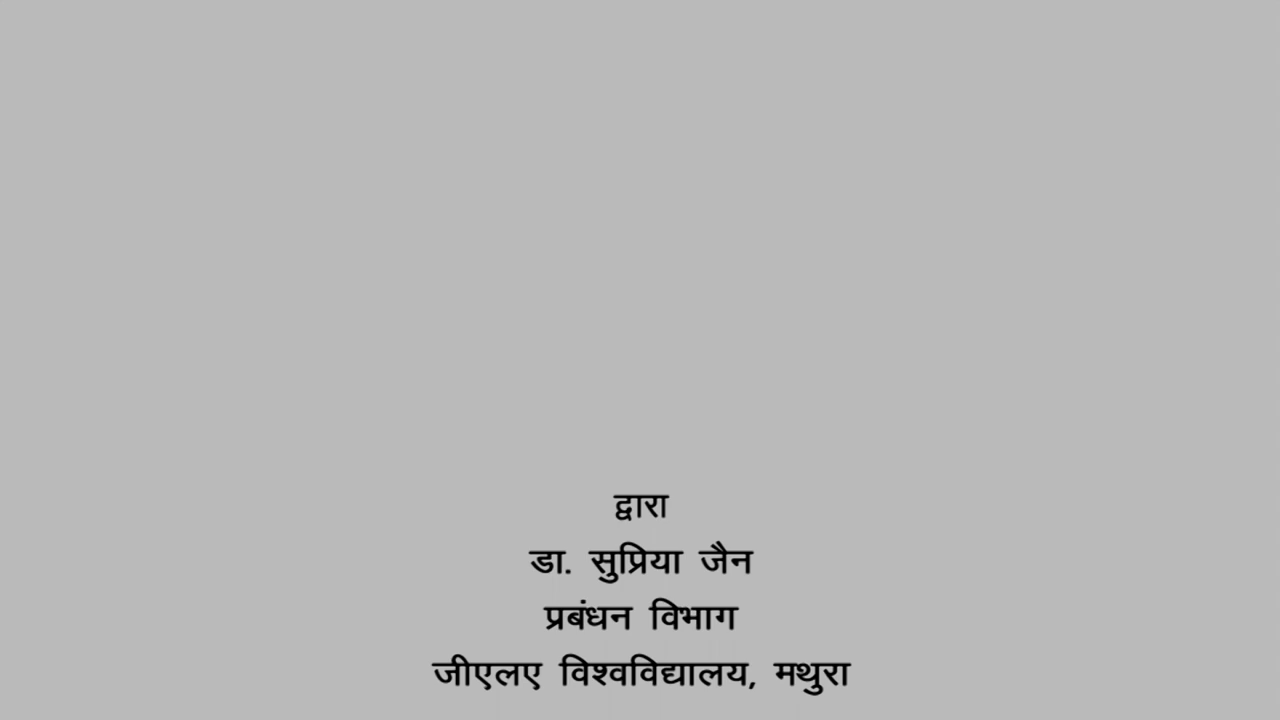 द्वारा
डा. सुप्रिया जैन
प्रबंधन विभाग
जीएलए विश्वविद्यालय, मथुरा